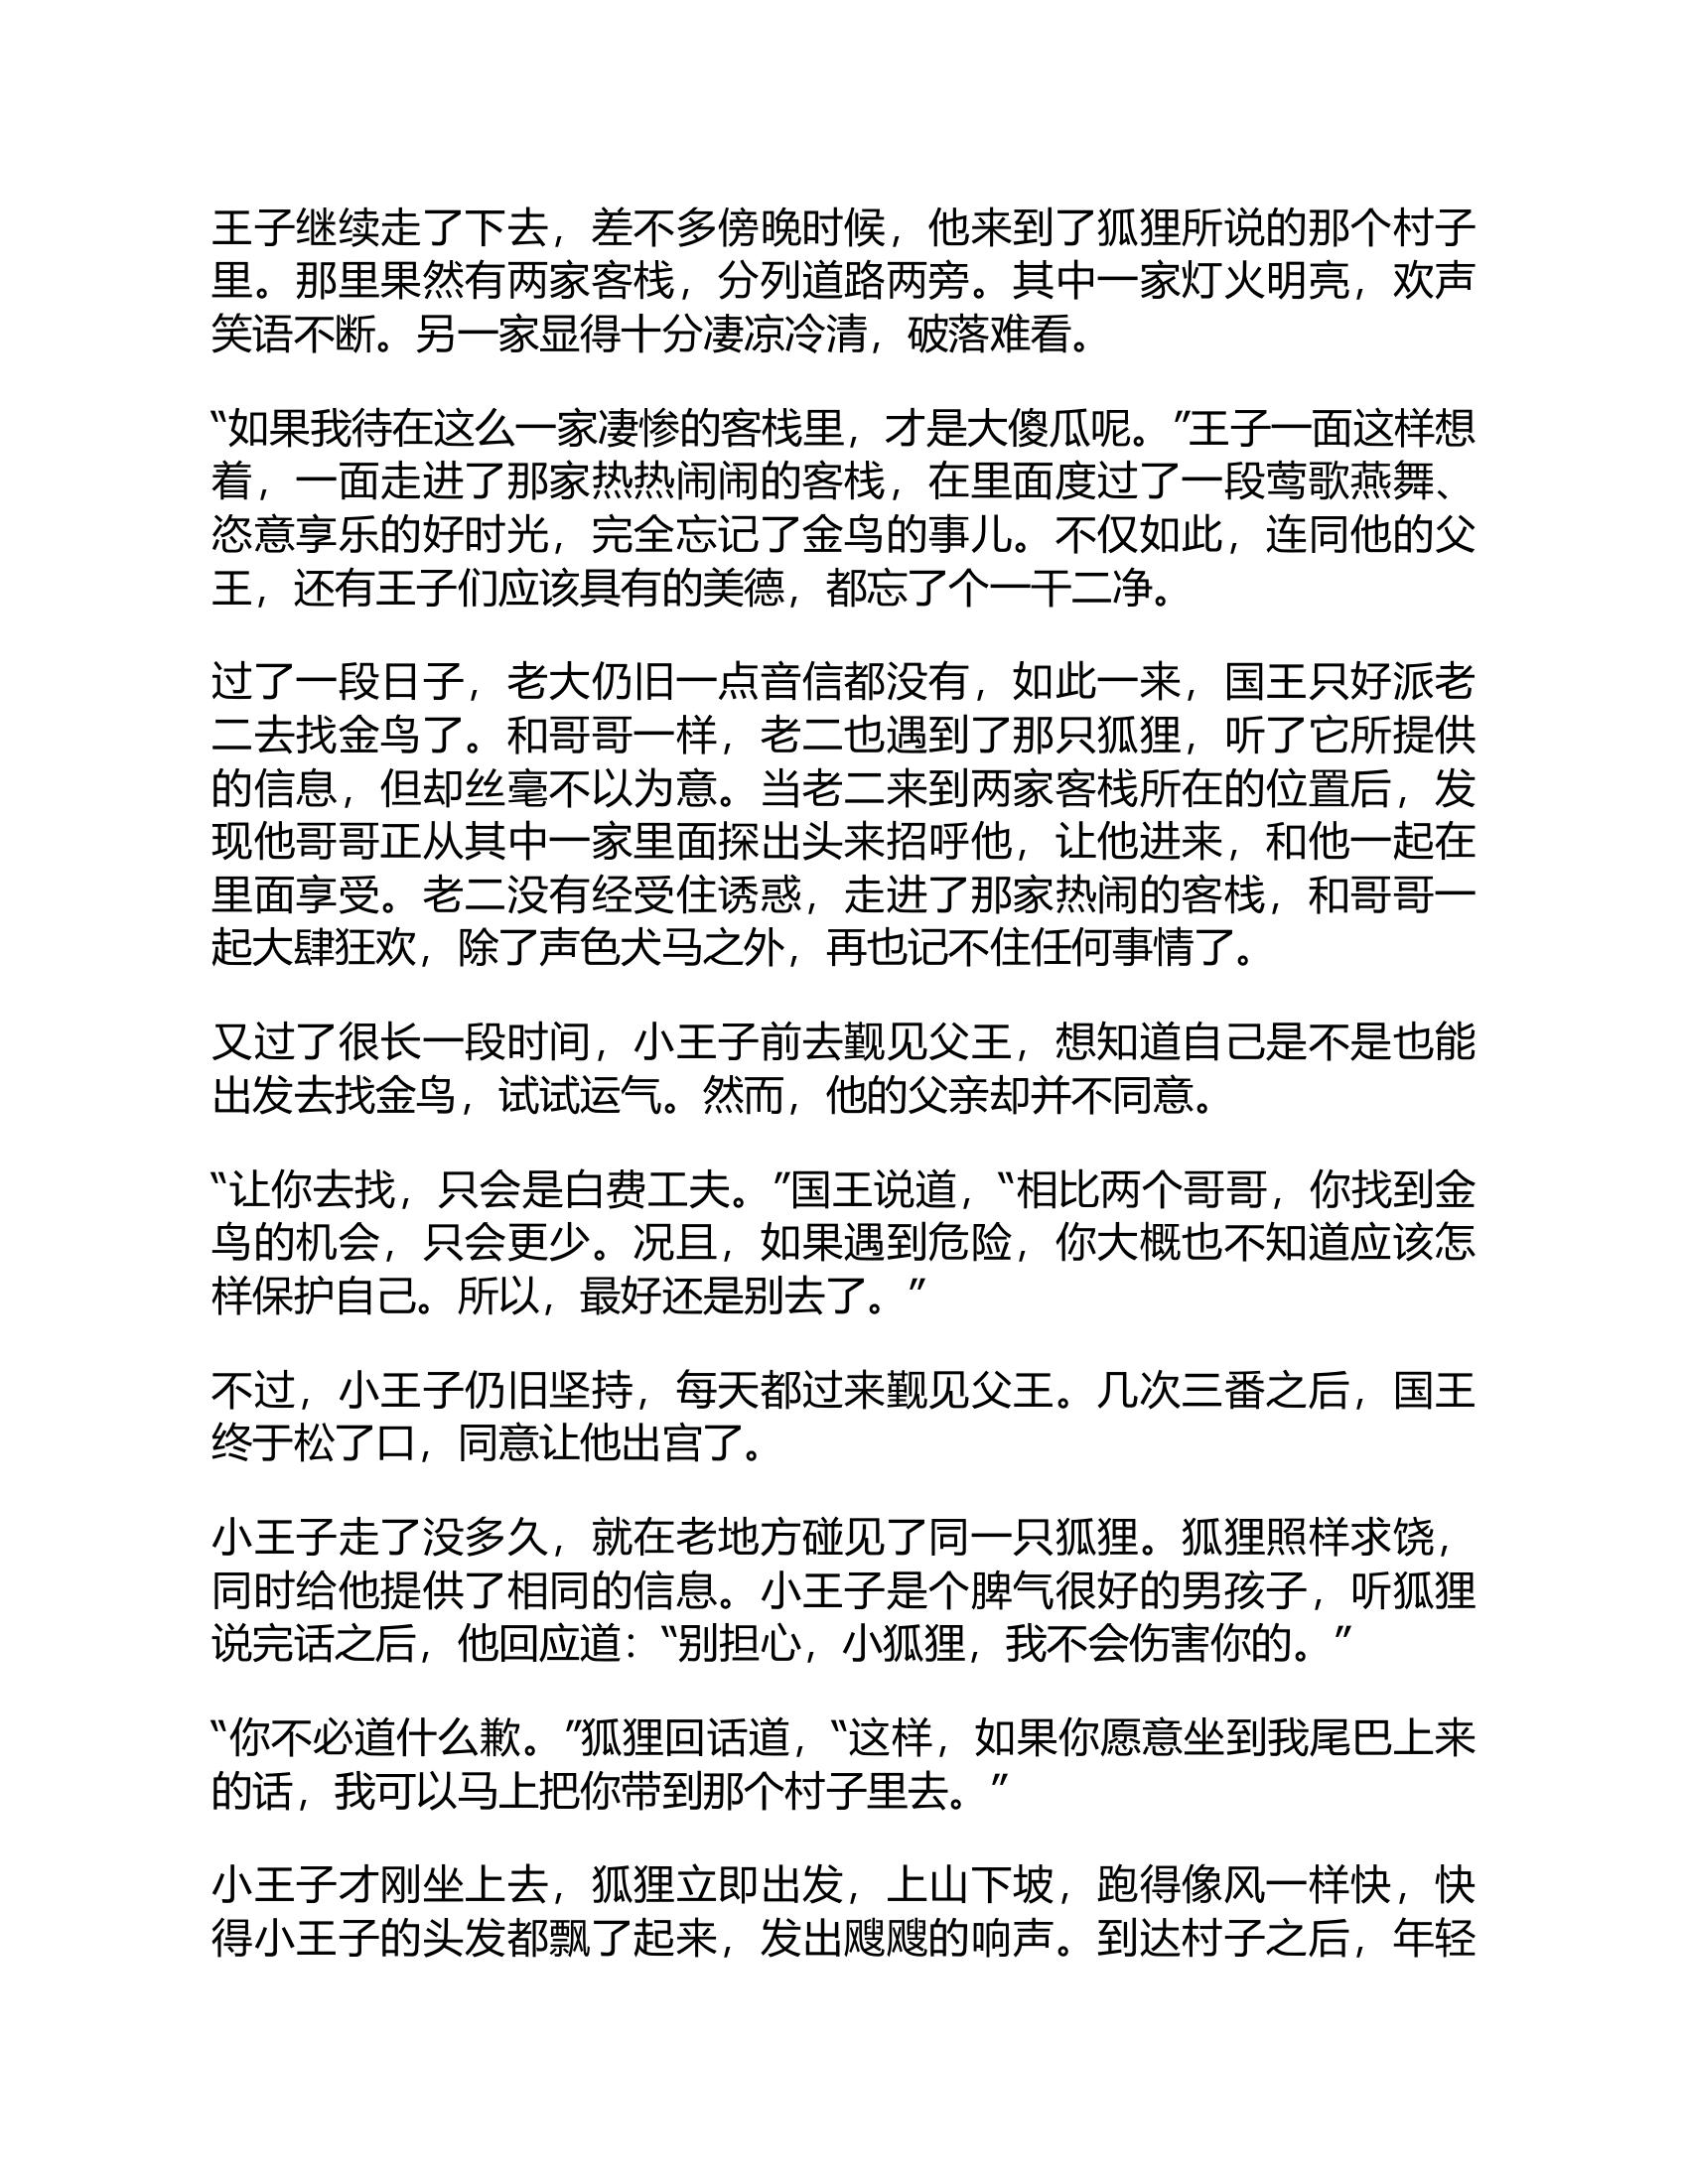 王子继续走了下去，差不多傍晚时候，他来到了狐狸所说的那个村子
里。那里果然有两家客栈，分列道路两旁。其中一家灯火明亮，欢声
笑语不断。另一家显得十分凄凉冷清，破落难看。
“如果我待在这么一家凄惨的客栈里，才是大傻瓜呢。”王子一面这样想
着，一面走进了那家热热闹闹的客栈，在里面度过了一段莺歌燕舞、
恣意享乐的好时光，完全忘记了金鸟的事儿。不仅如此，连同他的父
王，还有王子们应该具有的美德，都忘了个一干二净。
过了一段日子，老大仍旧一点音信都没有，如此一来，国王只好派老
二去找金鸟了。和哥哥一样，老二也遇到了那只狐狸，听了它所提供
的信息，但却丝毫不以为意。当老二来到两家客栈所在的位置后，发
现他哥哥正从其中一家里面探出头来招呼他，让他进来，和他一起在
里面享受。老二没有经受住诱惑，走进了那家热闹的客栈，和哥哥一
起大肆狂欢，除了声色犬马之外，再也记不住任何事情了。
又过了很长一段时间，小王子前去觐见父王，想知道自己是不是也能
出发去找金鸟，试试运气。然而，他的父亲却并不同意。
“让你去找，只会是白费工夫。”国王说道，“相比两个哥哥，你找到金
鸟的机会，只会更少。况且，如果遇到危险，你大概也不知道应该怎
样保护自己。所以，最好还是别去了。”
不过，小王子仍旧坚持，每天都过来觐见父王。几次三番之后，国王
终于松了口，同意让他出宫了。
小王子走了没多久，就在老地方碰见了同一只狐狸。狐狸照样求饶，
同时给他提供了相同的信息。小王子是个脾气很好的男孩子，听狐狸
说完话之后，他回应道：“别担心，小狐狸，我不会伤害你的。”
“你不必道什么歉。”狐狸回话道，“这样，如果你愿意坐到我尾巴上来
的话，我可以马上把你带到那个村子里去。”
小王子才刚坐上去，狐狸立即出发，上山下坡，跑得像风一样快，快
得小王子的头发都飘了起来，发出飕飕的响声。到达村子之后，年轻